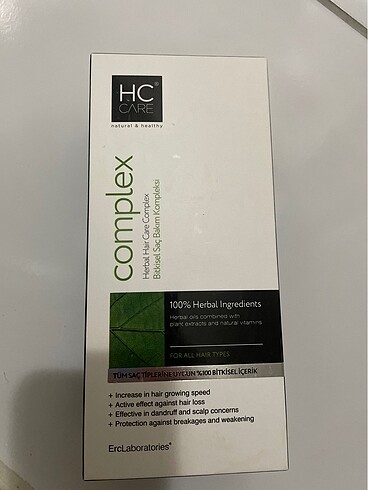 HC®
CARE
natural & healthy
complex
Herbal Hair Care Complex
Bitkisel Saç Bakım Kompleksi
100% Herbal Ingredients
Herbal oils combined with
plant extracts and natural vitamins
FOR ALL HAIR TYPES
TÜM SAÇ TİPLERİNE UYGUN %100 BİTKİSEL İÇERİK
+ Increase in hair growing speed
+ Active effect against hair loss
+ Effective in dandruff and scalp concerns
+ Protection against breakages and weakening
ErcLaboratories®